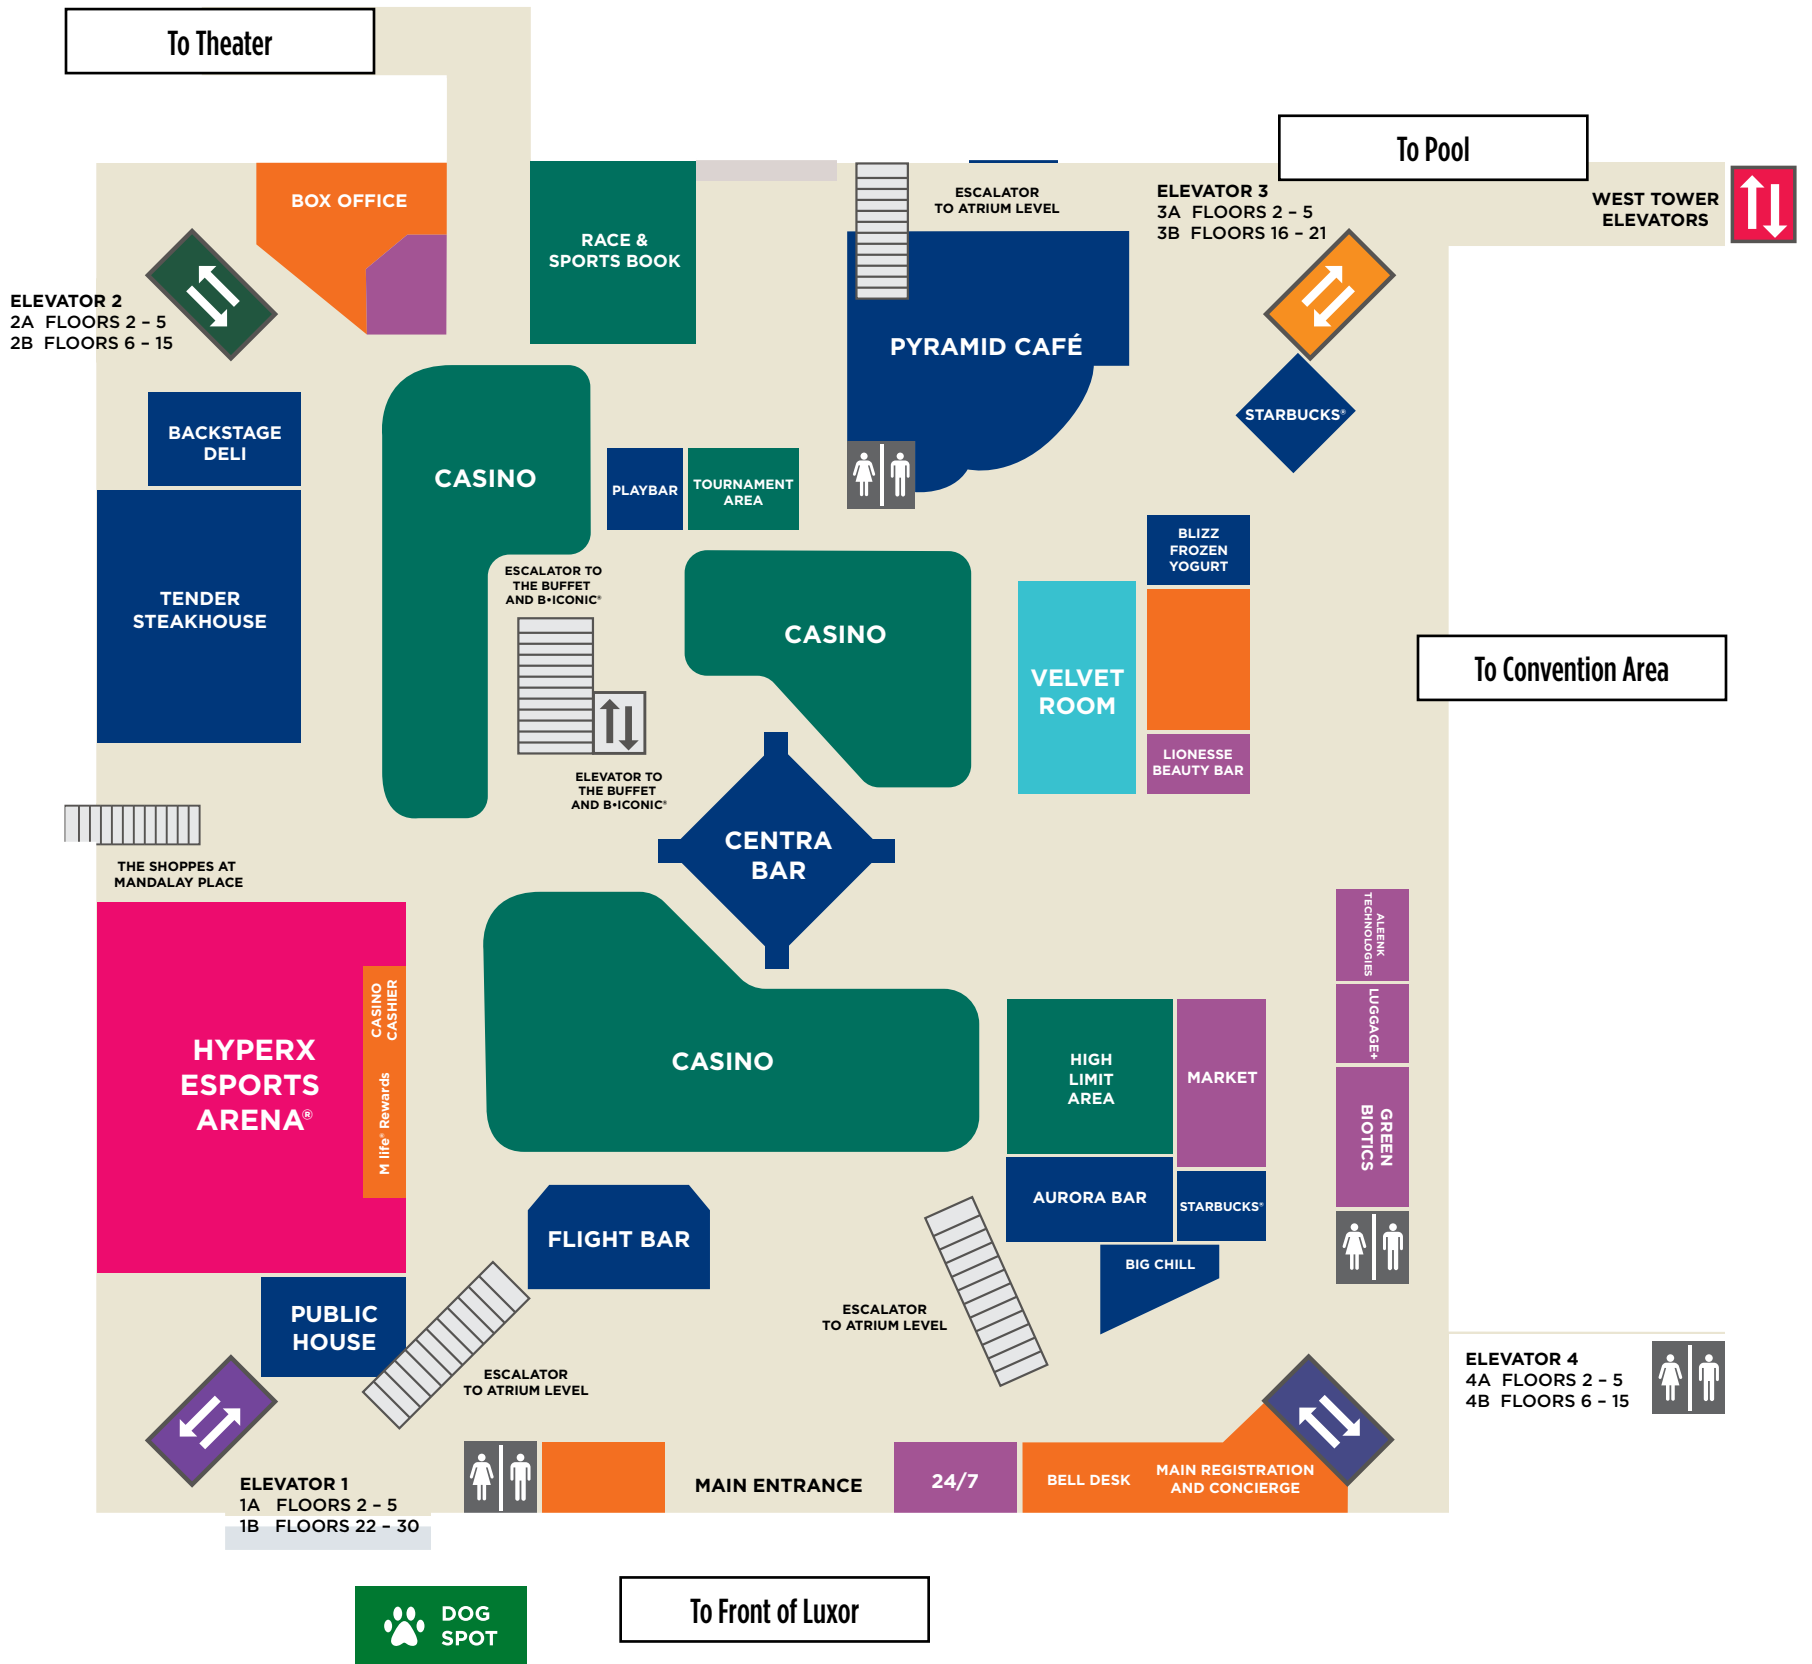 To Theater
To Pool
BOX OFFICE
RACE &
SPORTS BOOK
ESCALATOR
TO ATRIUM LEVEL
ELEVATOR 3
3A FLOORS 2 – 5
3B FLOORS 16 – 21
WEST TOWER
ELEVATORS
ELEVATOR 2
2A FLOORS 2 – 5
2B FLOORS 6 – 15
PYRAMID CAFÉ
STARBUCKS®
BACKSTAGE
DELI
CASINO
PLAYBAR
TOURNAMENT
AREA
BLIZZ
FROZEN
YOGURT
ESCALATOR TO
THE BUFFET
AND B•ICONIC®
TENDER
STEAKHOUSE
CASINO
VELVET
ROOM
To Convention Area
LIONESSE
BEAUTY BAR
ELEVATOR TO
THE BUFFET
AND B•ICONIC®
CENTRA
BAR
THE SHOPPES AT
MANDALAY PLACE
ALEENK
TECHNOLOGIES
LUGGAGE+
GREEN
BIOTICS
CASINO
CASHIER
M life® Rewards
HYPERX
ESPORTS
ARENA®
CASINO
HIGH
LIMIT
AREA
MARKET
AURORA BAR
STARBUCKS®
FLIGHT BAR
BIG CHILL
PUBLIC
HOUSE
ESCALATOR
TO ATRIUM LEVEL
ESCALATOR
TO ATRIUM LEVEL
ELEVATOR 4
4A FLOORS 2 – 5
4B FLOORS 6 – 15
ELEVATOR 1
1A FLOORS 2 – 5
1B FLOORS 22 – 30
MAIN ENTRANCE
24/7
BELL DESK
MAIN REGISTRATION
AND CONCIERGE
DOG
SPOT
To Front of Luxor